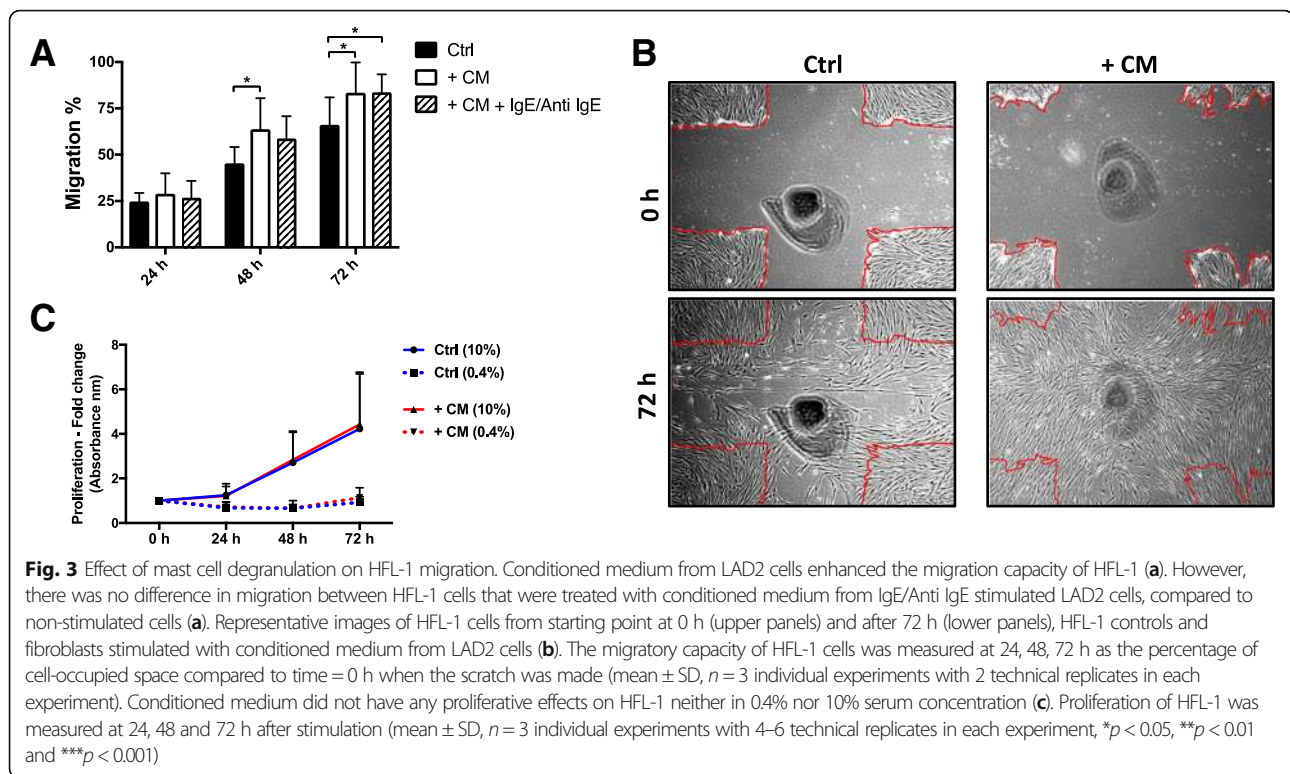 A
Migration %
100
75
50
25
0
*
*
*
24 h
48 h
72 h
Ctrl
+ CM
+ CM + IgE/Anti IgE
B
Ctrl
+ CM
0 h
72 h
C
Proliferation - Fold change
(Absorbance nm)
8
6
4
2
0
0 h
24 h
48 h
72 h
Ctrl (10%)
Ctrl (0.4%)
+ CM (10%)
+ CM (0.4%)
Fig. 3 Effect of mast cell degranulation on HFL-1 migration. Conditioned medium from LAD2 cells enhanced the migration capacity of HFL-1 (a). However,
there was no difference in migration between HFL-1 cells that were treated with conditioned medium from IgE/Anti IgE stimulated LAD2 cells, compared to
non-stimulated cells (a). Representative images of HFL-1 cells from starting point at 0 h (upper panels) and after 72 h (lower panels), HFL-1 controls and
fibroblasts stimulated with conditioned medium from LAD2 cells (b). The migratory capacity of HFL-1 cells was measured at 24, 48, 72 h as the percentage of
cell-occupied space compared to time = 0 h when the scratch was made (mean ± SD, n = 3 individual experiments with 2 technical replicates in each
experiment). Conditioned medium did not have any proliferative effects on HFL-1 neither in 0.4% nor 10% serum concentration (c). Proliferation of HFL-1 was
measured at 24, 48 and 72 h after stimulation (mean ± SD, n = 3 individual experiments with 4–6 technical replicates in each experiment, *p < 0.05, **p < 0.01
and ***p < 0.001)